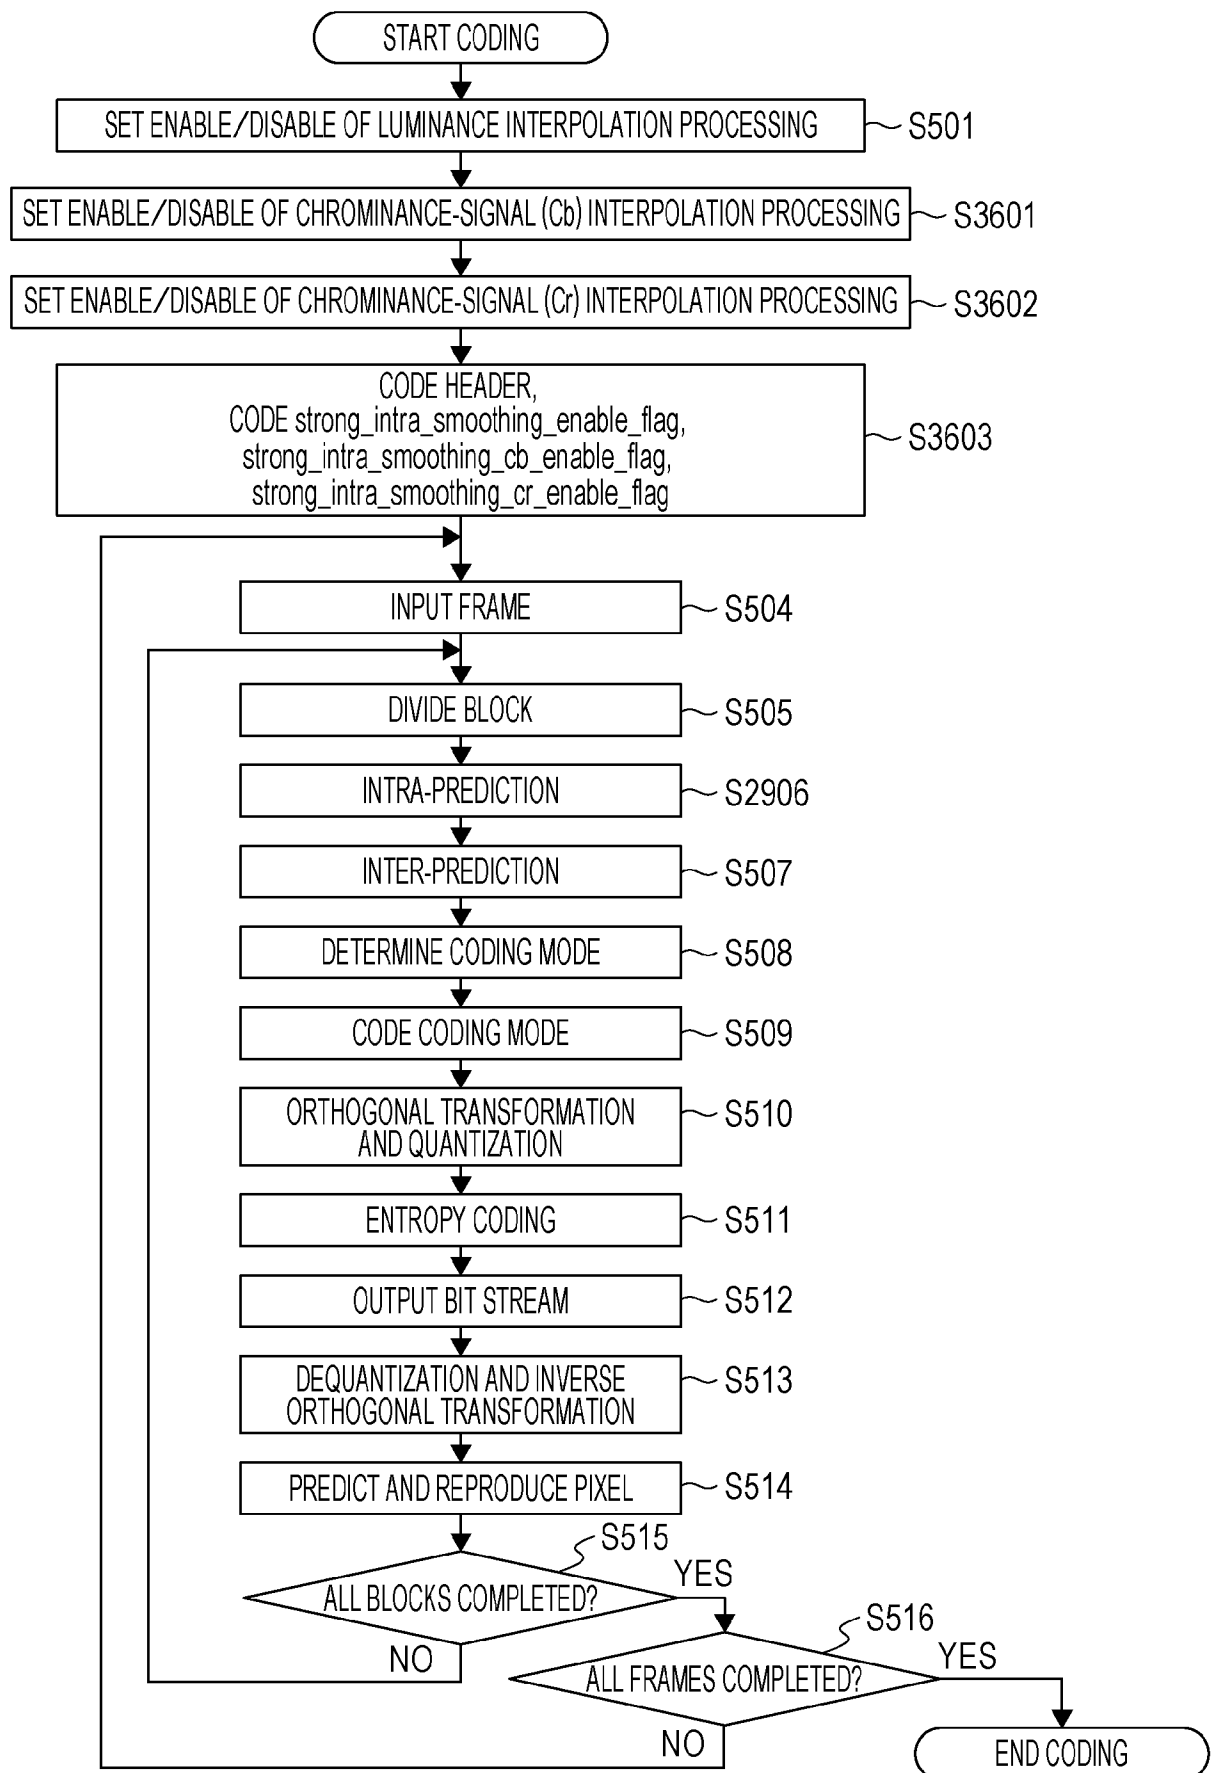 START CODING
SET ENABLE/DISABLE OF LUMINANCE INTERPOLATION PROCESSING
S501
SET ENABLE/DISABLE OF CHROMINANCE-SIGNAL (Cb) INTERPOLATION PROCESSING
S3601
SET ENABLE/DISABLE OF CHROMINANCE-SIGNAL (Cr) INTERPOLATION PROCESSING
S3602
CODE HEADER,
CODE strong_intra_smoothing_enable_flag,
strong_intra_smoothing_cb_enable_flag,
strong_intra_smoothing_cr_enable_flag
S3603
INPUT FRAME
S504
DIVIDE BLOCK
S505
INTRA-PREDICTION
S2906
INTER-PREDICTION
S507
DETERMINE CODING MODE
S508
CODE CODING MODE
S509
ORTHOGONAL TRANSFORMATION
AND QUANTIZATION
S510
ENTROPY CODING
S511
OUTPUT BIT STREAM
S512
DEQUANTIZATION AND INVERSE
ORTHOGONAL TRANSFORMATION
S513
PREDICT AND REPRODUCE PIXEL
S514
S515
ALL BLOCKS COMPLETED?
YES
NO
S516
ALL FRAMES COMPLETED?
YES
NO
END CODING